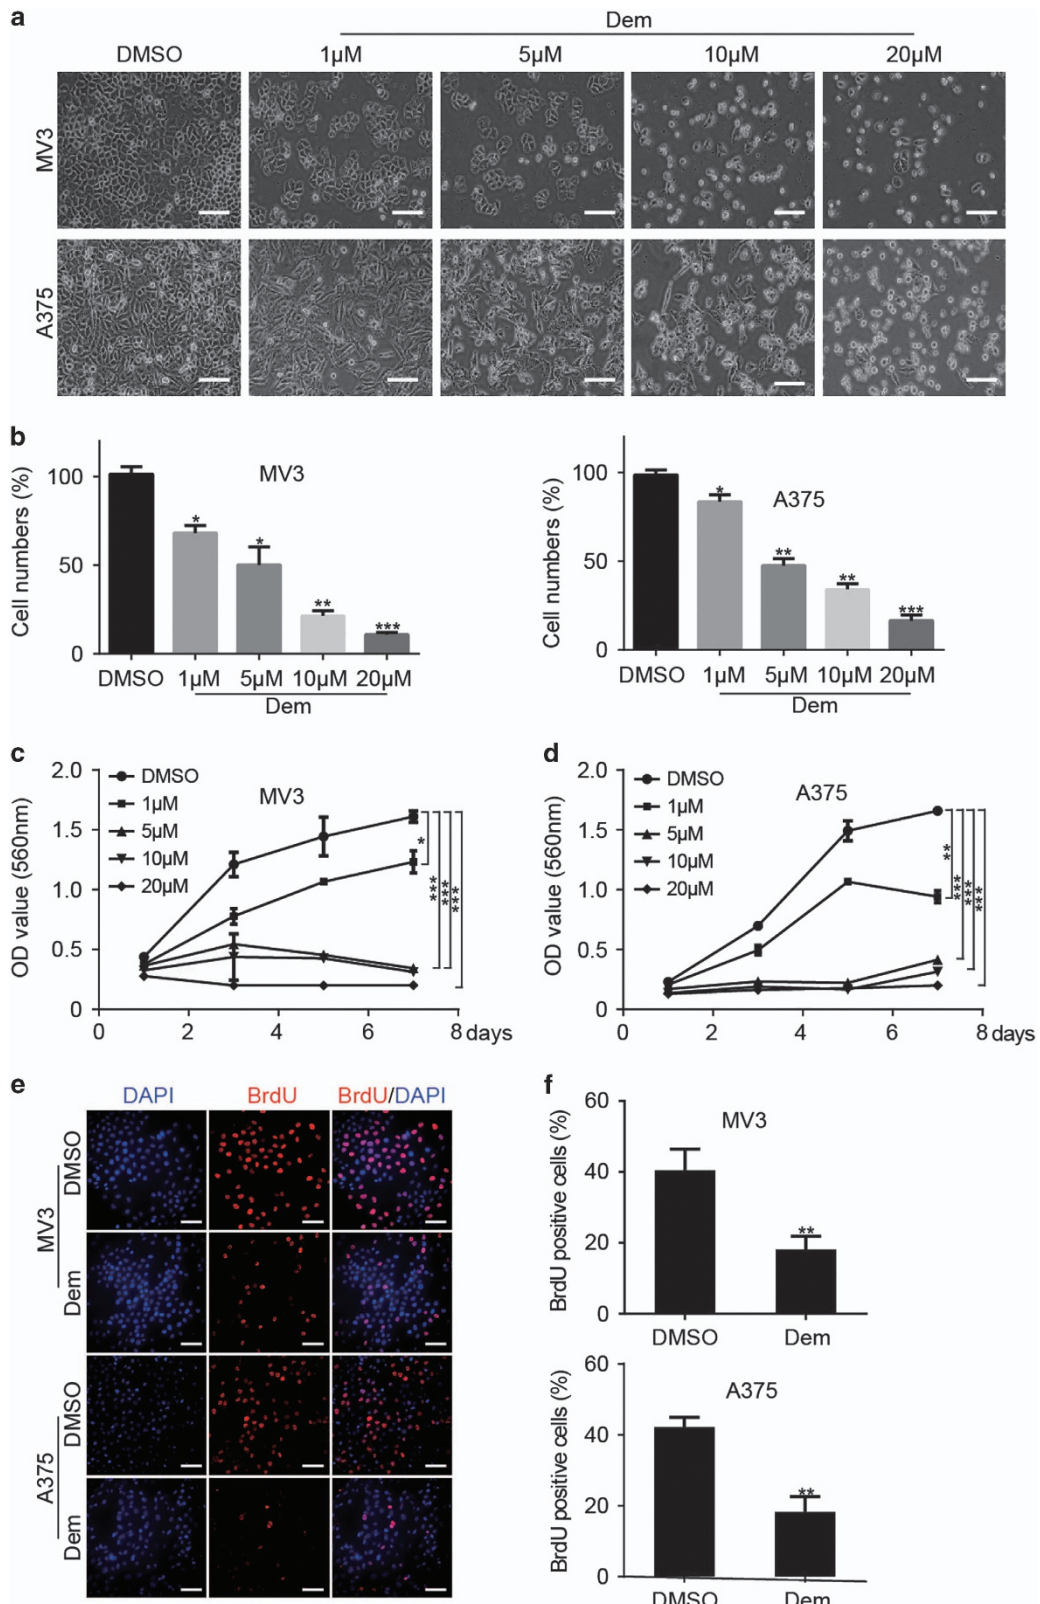 a
Dem
DMSO 1µM 5µM 10µM 20µM
MV3
A375
b
Cell numbers (%)
100
50
0
MV3
* * ** ***
DMSO 1µM 5µM 10µM 20µM
Dem
Cell numbers (%)
100
50
0
A375
* ** ** ***
DMSO 1µM 5µM 10µM 20µM
Dem
c
OD value (560nm)
2.0
1.5
1.0
0.5
0
MV3
DMSO
1µM
5µM
10µM
20µM
* *** *** ***
0 2 4 6 8 days
d
OD value (560nm)
2.0
1.5
1.0
0.5
0
A375
DMSO
1µM
5µM
10µM
20µM
** *** *** ***
0 2 4 6 8 days
e
DAPI BrdU BrdU/DAPI
MV3
DMSO
Dem
A375
DMSO
Dem
f
BrdU positive cells (%)
60
40
20
0
MV3
**
DMSO Dem
BrdU positive cells (%)
60
40
20
0
A375
**
DMSO Dem